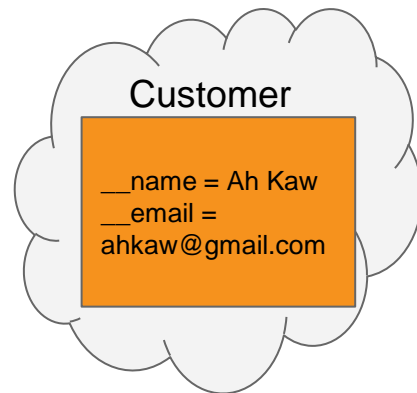 Customer
__name = Ah Kaw
__email =
ahkaw@gmail.com